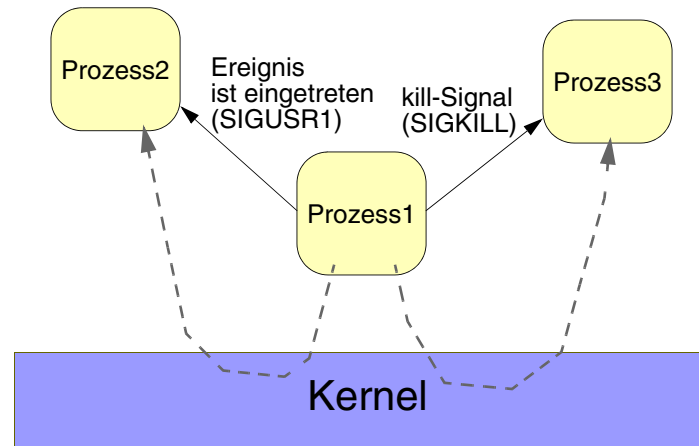 Prozess2
Ereignis
ist eingetreten
(SIGUSR1)
kill-Signal
(SIGKILL)
Prozess3
Prozess1
Kernel